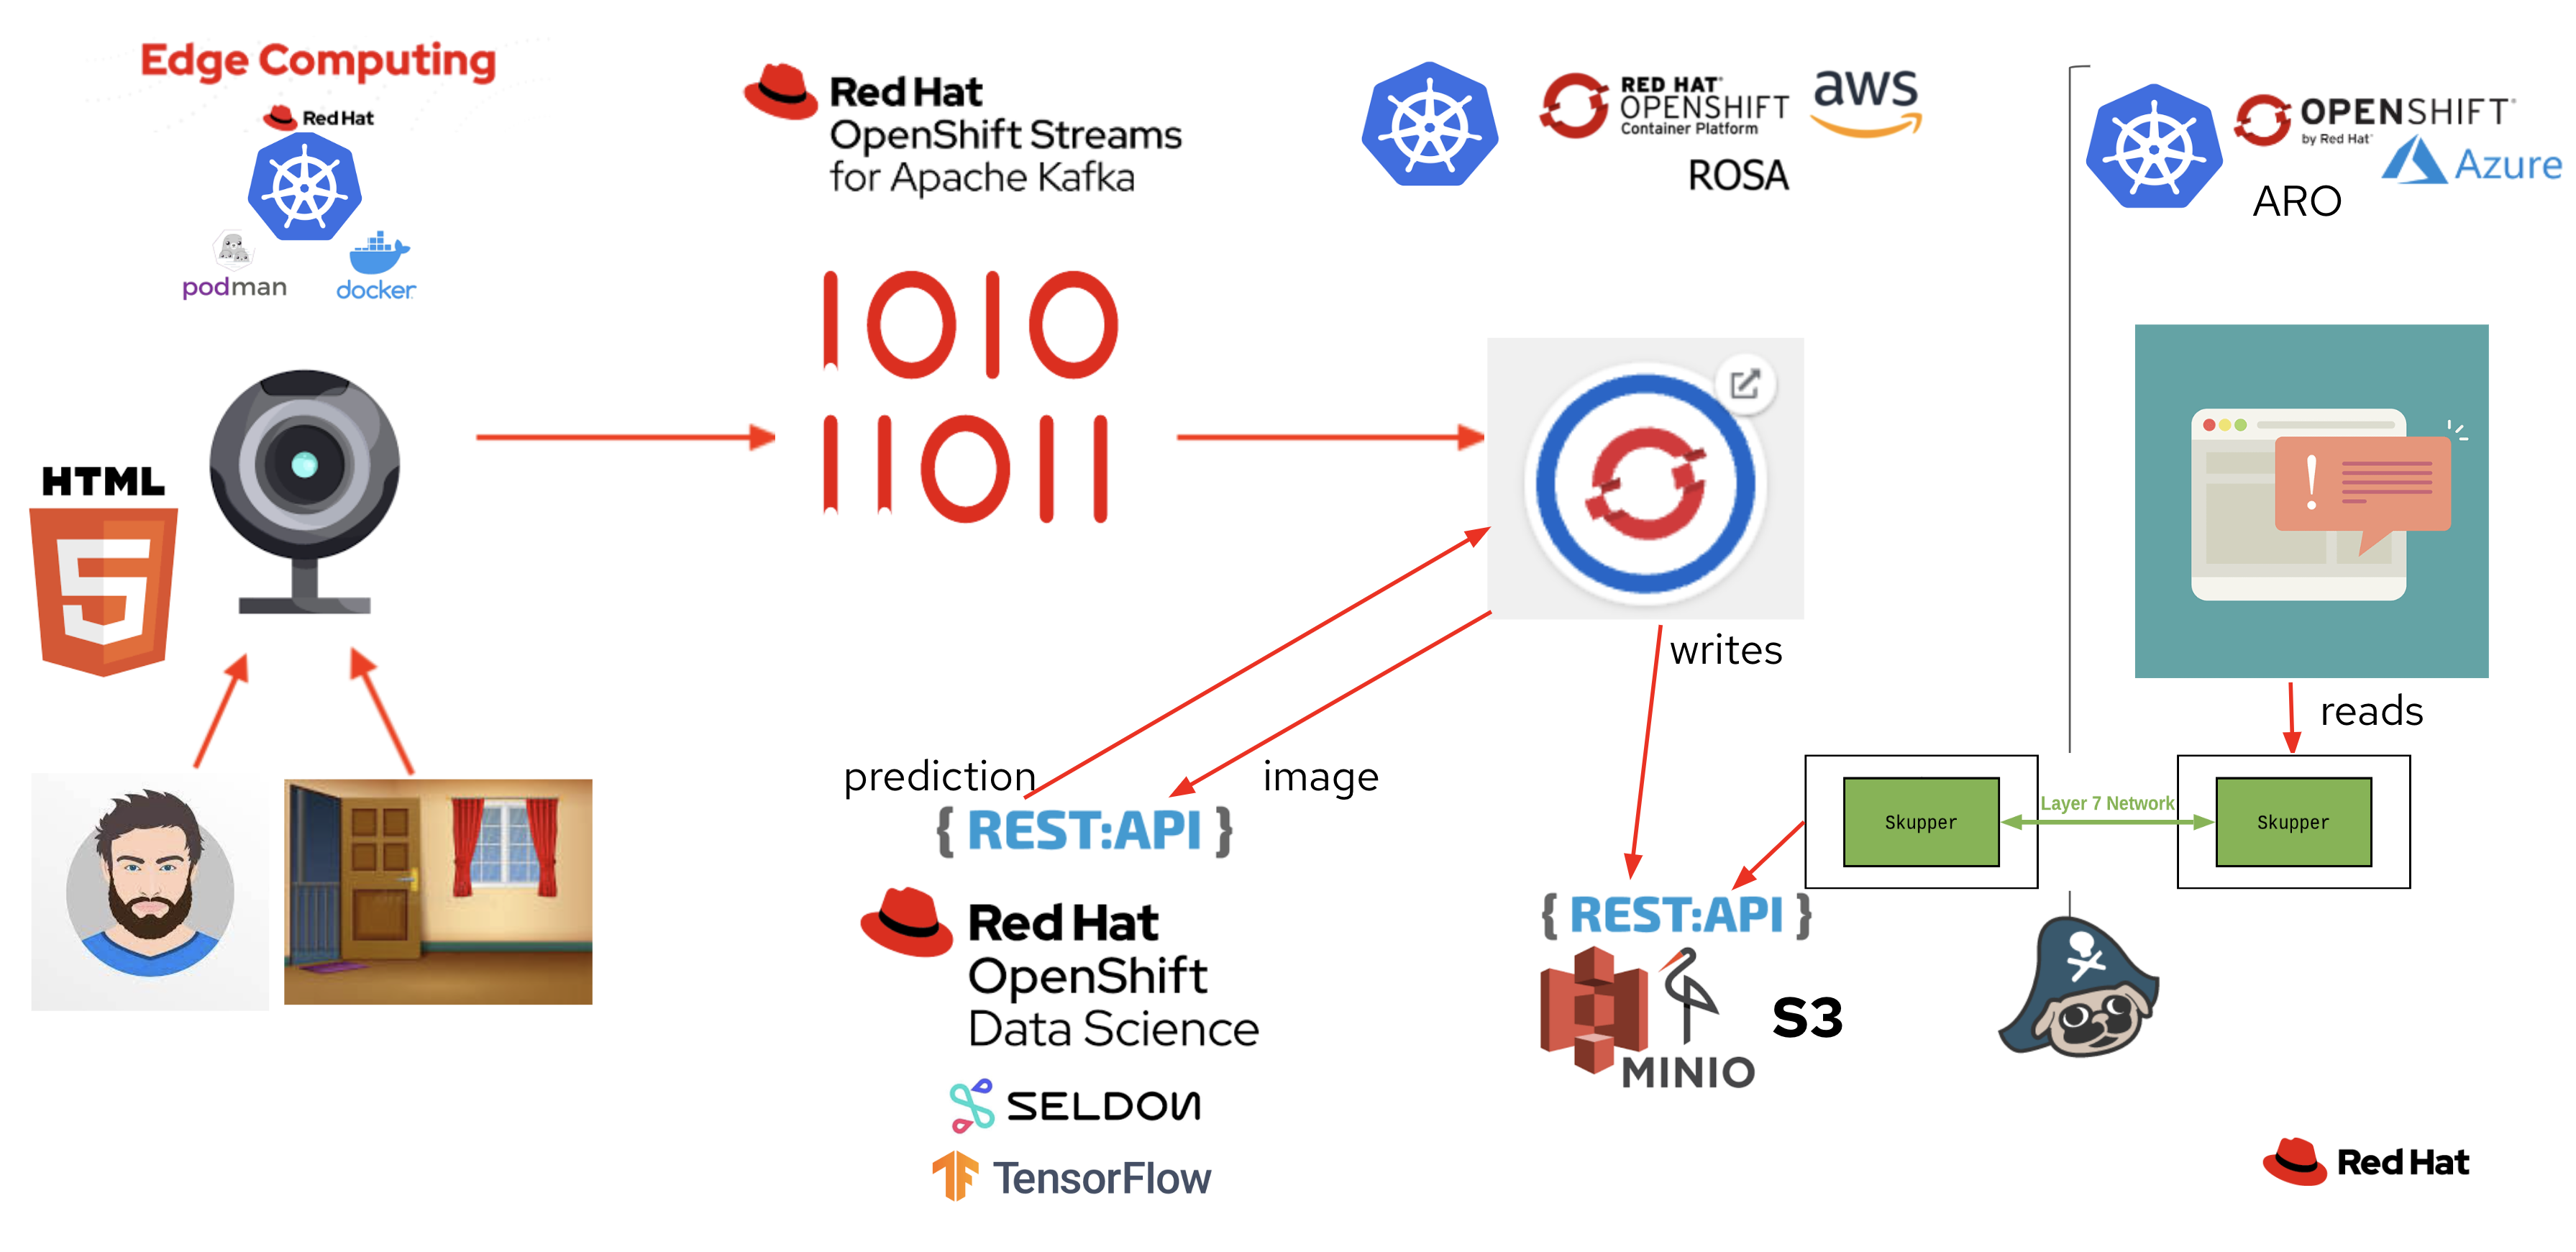 Edge Computing
Red Hat
podman
docker
HTML
5
Red Hat
OpenShift Streams
for Apache Kafka
1010
11011
RED HAT®
OPENSHIFT
Container Platform
aws
ROSA
OPENSHIFT®
by Red Hat®
Azure
ARO
!
writes
reads
prediction
image
{ REST:API }
Red Hat
OpenShift
Data Science
SELDON
TensorFlow
Skupper
Layer 7 Network
Skupper
{ REST:API }
MINIO
S3
Red Hat